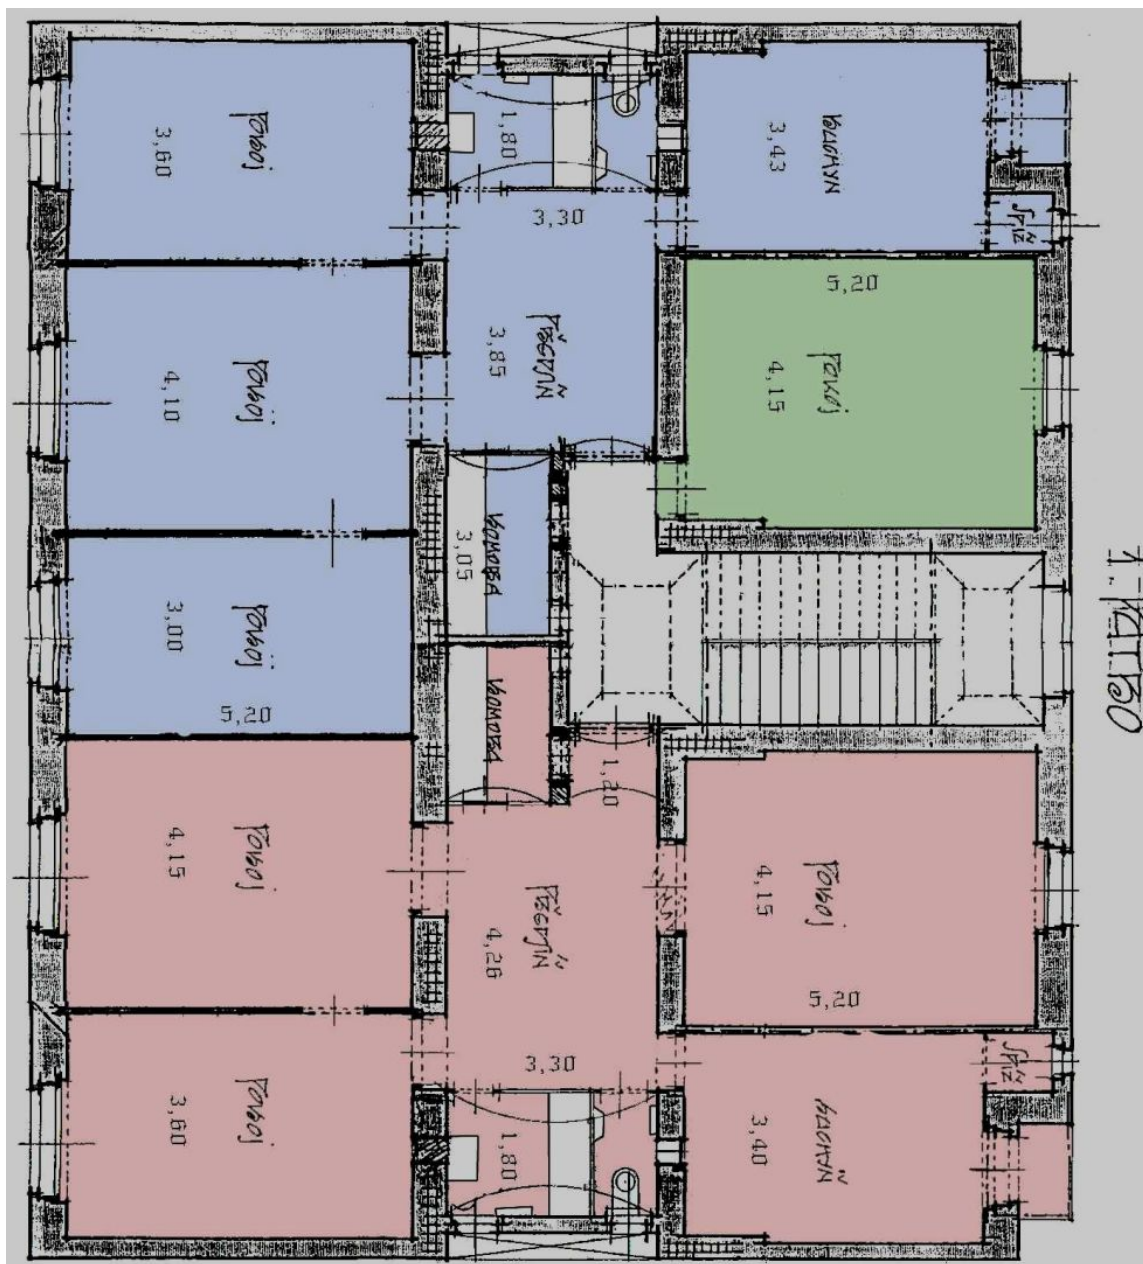 POKOJ
3,60
1,80
3,43
KUCHYŇ
SPÍŽ
3,30
5,20
POKOJ
4,10
3,85
PŘEDSÍŇ
4,15
POKOJ
3,05
KOMORA
POKOJ
3,00
5,20
1. PATRO
KOMORA
1,20
4,15
POKOJ
4,26
PŘEDSÍŇ
4,15
POKOJ
5,20
3,30
SPÍŽ
3,60
POKOJ
1,80
3,40
KUCHYŇ